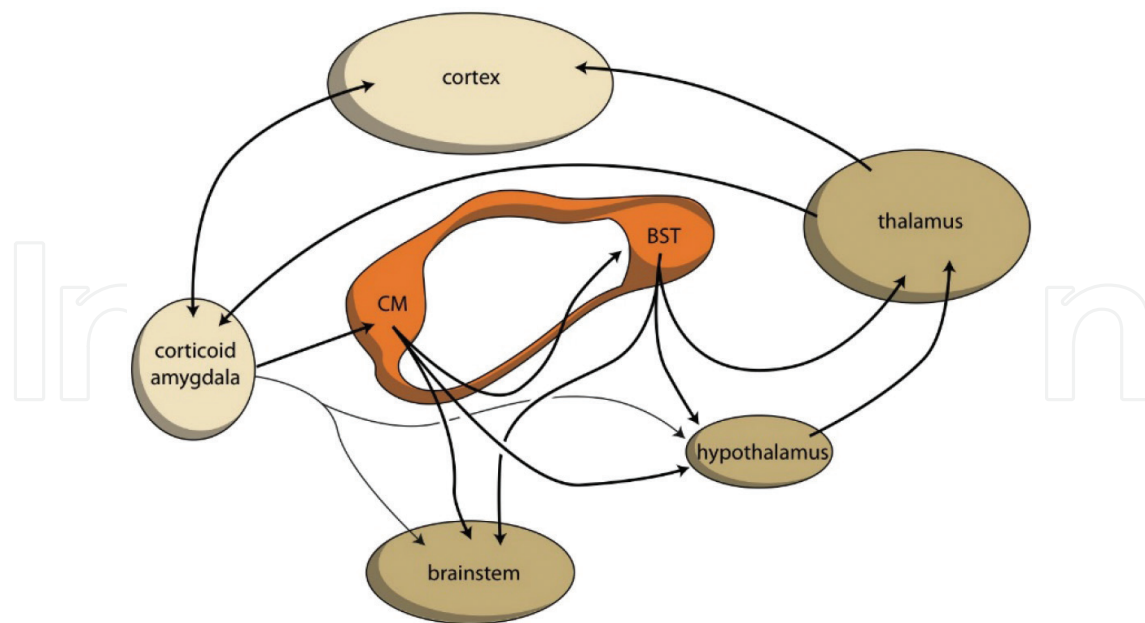 cortex
thalamus
BST
CM
corticoid
amygdala
hypothalamus
brainstem